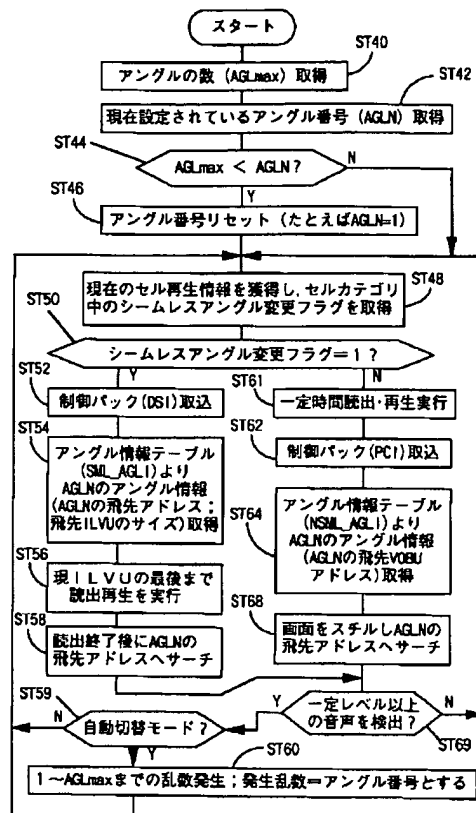 スタート
ST40
アングルの数 (AGLmax) 取得
ST42
現在設定されているアングル番号 (AGLN) 取得
ST44
AGLmax < AGLN?
N
Y
ST46
アングル番号リセット (たとえばAGLN=1)
ST48
現在のセル再生情報を獲得し、セルカテゴリ
中のシームレスアングル変更フラグを取得
ST50
シームレスアングル変更フラグ=1?
Y
N
ST52
制御パック(DSI)取込
ST54
アングル情報テーブル
(SML_AGLI)より
AGLNのアングル情報
(AGLNの飛先アドレス;
飛先ILVUのサイズ)取得
ST56
現ILVUの最後まで
読出再生を実行
ST58
読出終了後にAGLNの
飛先アドレスへサーチ
ST61
一定時間読出・再生実行
ST62
制御パック(PCI)取込
ST64
アングル情報テーブル
(NSML_AGLI)より
AGLNのアングル情報
(AGLNの飛先VOBU
アドレス)取得
ST68
画面をスチルしAGLNの
飛先アドレスへサーチ
ST59
N
自動切替モード?
Y
Y
一定レベル以上
の音声を検出?
N
ST69
ST60
1~AGLmaxまでの乱数発生;発生乱数=アングル番号とする